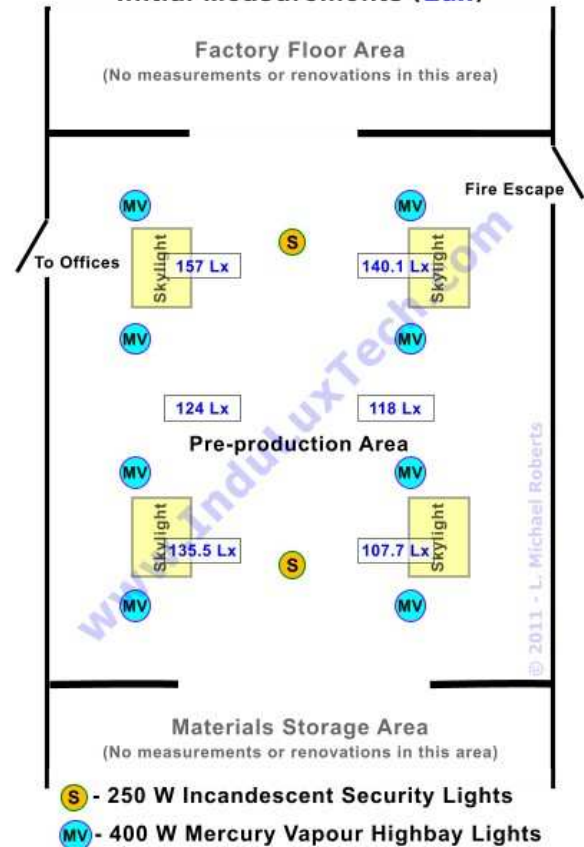 Initial Measurements (Lux)
Factory Floor Area
(No measurements or renovations in this area)
MV
MV
Fire Escape
S
To Offices
Skylight
157 Lx
140.1 Lx
Skylight
MV
MV
124 Lx
118 Lx
Pre-production Area
MV
MV
Skylight
135.5 Lx
107.7 Lx
Skylight
S
MV
MV
www.InduLuxTech.com
© 2011 - L. Michael Roberts
Materials Storage Area
(No measurements or renovations in this area)
S - 250 W Incandescent Security Lights
MV - 400 W Mercury Vapour Highbay Lights